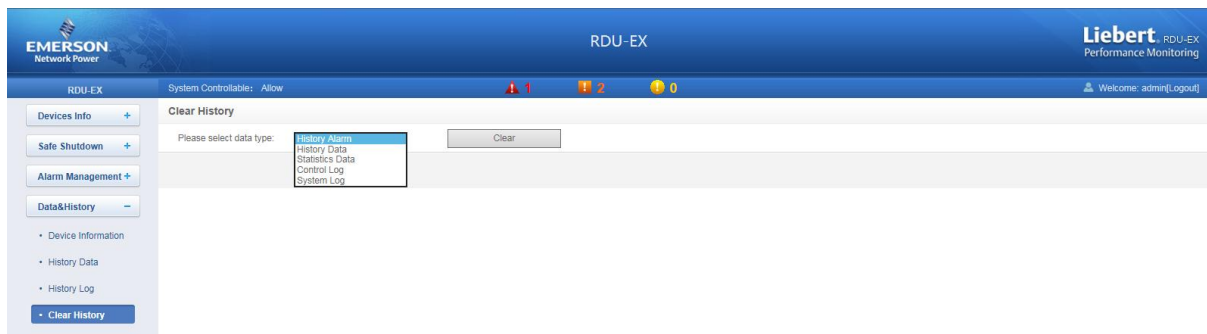 EMERSON
Network Power
RDU-EX
Liebert. RDU-EX
Performance Monitoring
RDU-EX
System Controllable: Allow
! 1
! 2
! 0
Welcome: admin[Logout]
Devices Info +
Safe Shutdown +
Alarm Management +
Data&History −
• Device Information
• History Data
• History Log
• Clear History
Clear History
Please select data type:
History Alarm
History Data
Statistics Data
Control Log
System Log
Clear